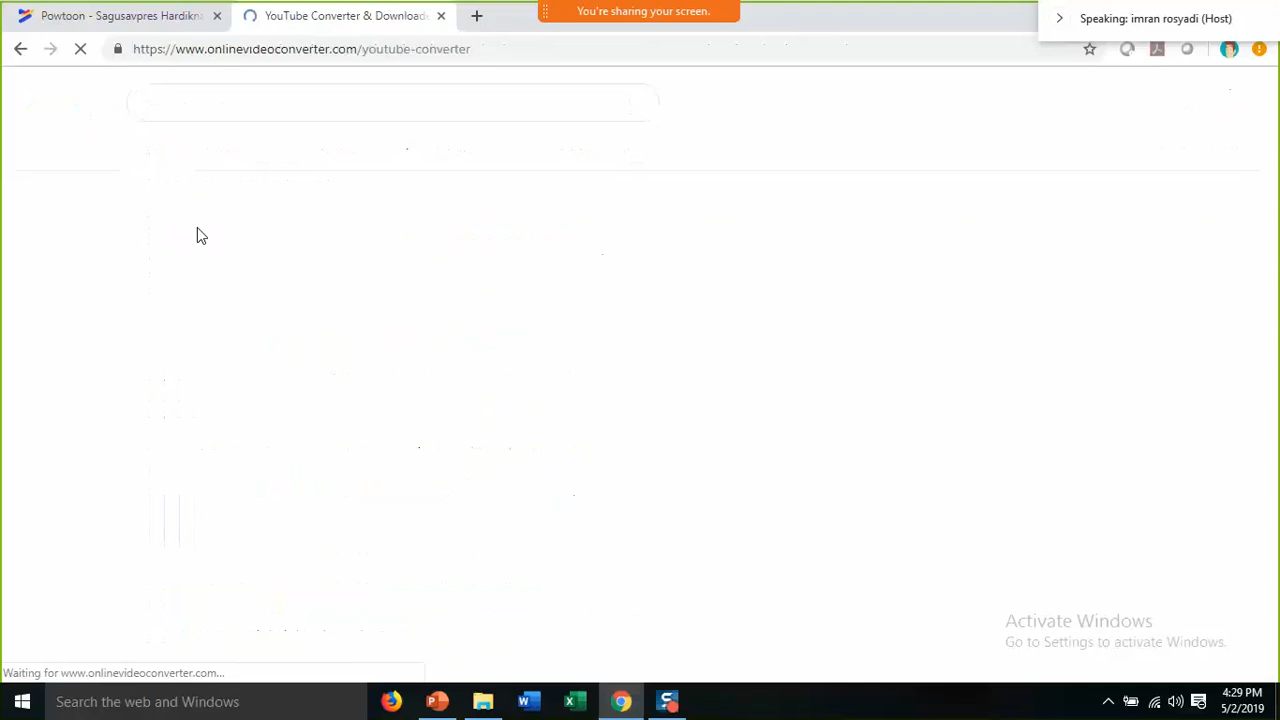 Powtoon - Sagusavpres Hardikna
YouTube Converter & Download
You're sharing your screen.
Speaking: imran rosyadi (Host)
https://www.onlinevideoconverter.com/youtube-converter
Activate Windows
Go to Settings to activate Windows.
Waiting for www.onlinevideoconverter.com...
Search the web and Windows
4:29 PM
5/2/2019